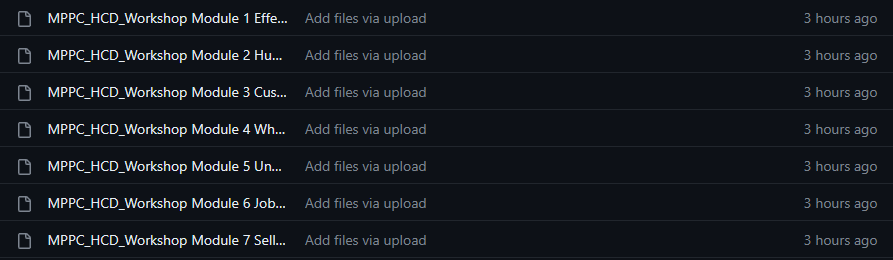 MPPC_HCD_Workshop Module 1 Effe... Add files via upload 3 hours ago
MPPC_HCD_Workshop Module 2 Hu... Add files via upload 3 hours ago
MPPC_HCD_Workshop Module 3 Cus... Add files via upload 3 hours ago
MPPC_HCD_Workshop Module 4 Wh... Add files via upload 3 hours ago
MPPC_HCD_Workshop Module 5 Un... Add files via upload 3 hours ago
MPPC_HCD_Workshop Module 6 Job... Add files via upload 3 hours ago
MPPC_HCD_Workshop Module 7 Sell... Add files via upload 3 hours ago